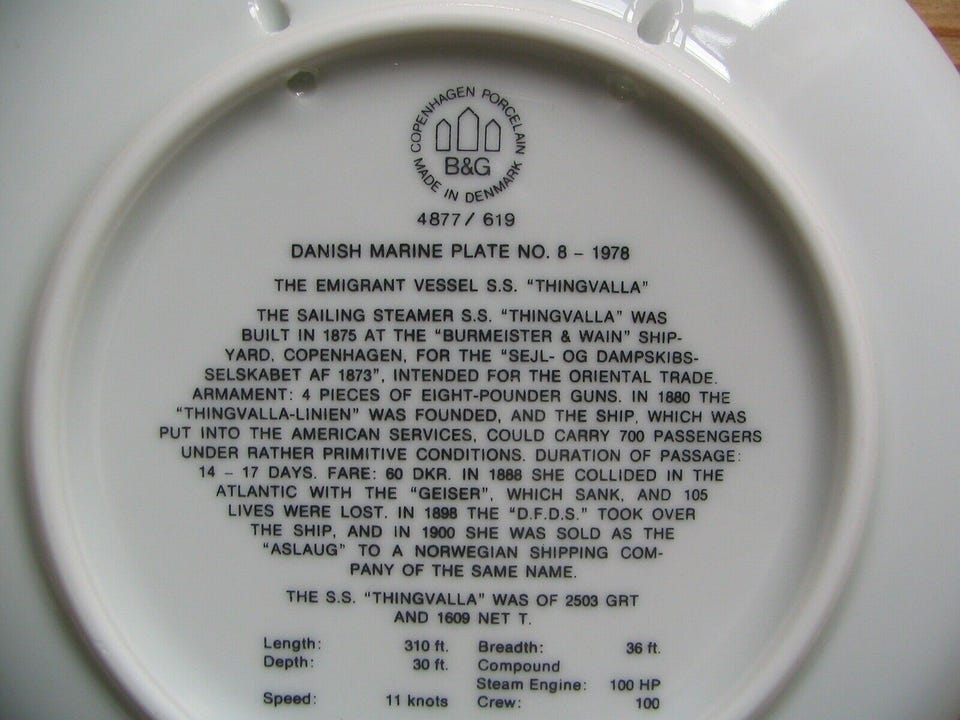 COPENHAGEN PORCELAIN
B&G
MADE IN DENMARK
4877/ 619
DANISH MARINE PLATE NO. 8 – 1978
THE EMIGRANT VESSEL S.S. "THINGVALLA"
THE SAILING STEAMER S.S. "THINGVALLA" WAS
BUILT IN 1875 AT THE "BURMEISTER & WAIN" SHIP-
YARD, COPENHAGEN, FOR THE "SEJL- OG DAMPSKIBS-
SELSKABET AF 1873", INTENDED FOR THE ORIENTAL TRADE.
ARMAMENT: 4 PIECES OF EIGHT-POUNDER GUNS. IN 1880 THE
"THINGVALLA-LINIEN" WAS FOUNDED, AND THE SHIP, WHICH WAS
PUT INTO THE AMERICAN SERVICES, COULD CARRY 700 PASSENGERS
UNDER RATHER PRIMITIVE CONDITIONS. DURATION OF PASSAGE:
14 – 17 DAYS. FARE: 60 DKR. IN 1888 SHE COLLIDED IN THE
ATLANTIC WITH THE "GEISER", WHICH SANK, AND 105
LIVES WERE LOST. IN 1898 THE "D.F.D.S." TOOK OVER
THE SHIP, AND IN 1900 SHE WAS SOLD AS THE
"ASLAUG" TO A NORWEGIAN SHIPPING COM-
PANY OF THE SAME NAME.
THE S.S. "THINGVALLA" WAS OF 2503 GRT
AND 1609 NET T.
Length: 310 ft. Breadth: 36 ft.
Depth: 30 ft. Compound
Steam Engine: 100 HP
Speed: 11 knots Crew: 100